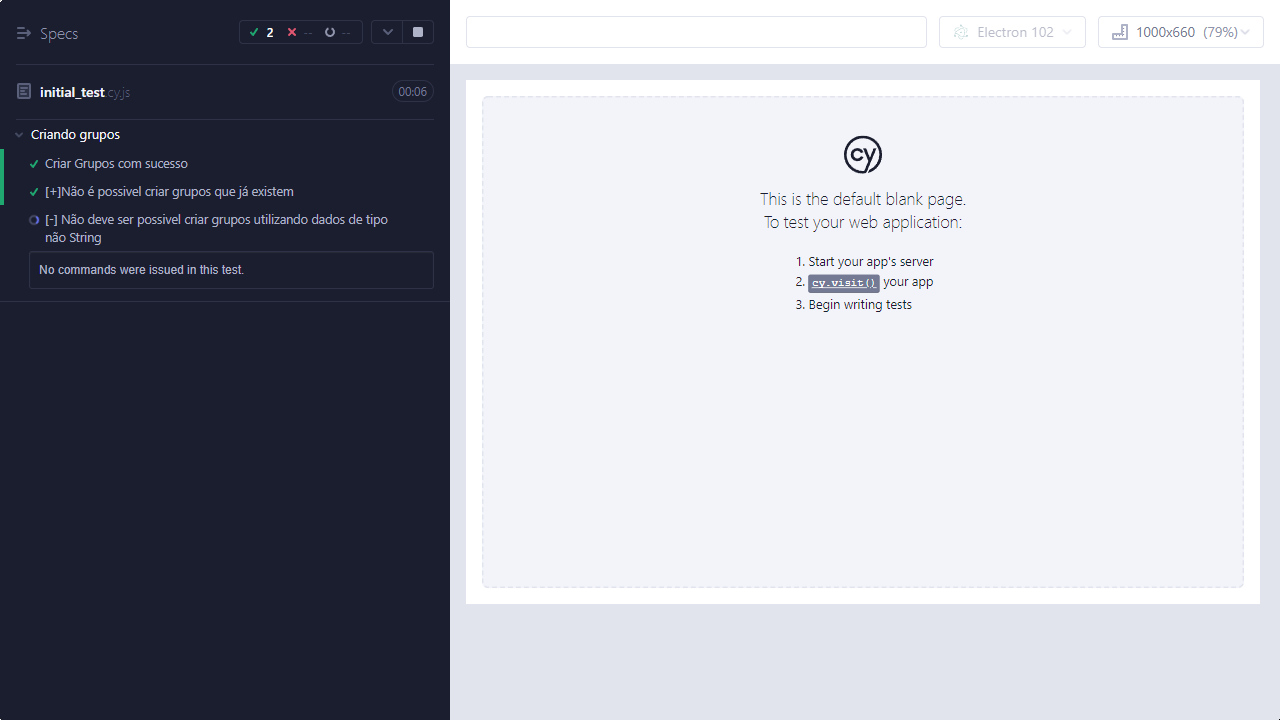 Specs
2 -- --
initial_test.cy.js 00:06
Criando grupos
Criar Grupos com sucesso
[+]Não é possivel criar grupos que já existem
[-] Não deve ser possivel criar grupos utilizando dados de tipo
não String
No commands were issued in this test.
Electron 102
1000x660 (79%)
cy
This is the default blank page.
To test your web application:
1. Start your app's server
2. cy.visit() your app
3. Begin writing tests